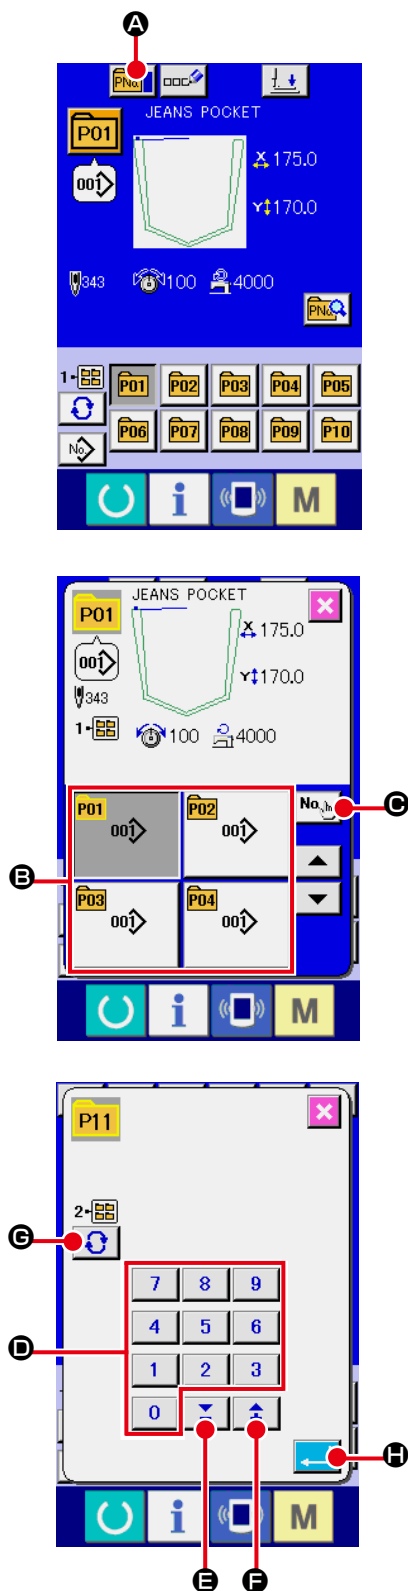 A
PNo.
JEANS POCKET
P01
001
X 175.0
Y 170.0
343 100 4000
PNo.
1 P01 P02 P03 P04 P05
P06 P07 P08 P09 P10
No.
i M
P01 JEANS POCKET
X 175.0
001
Y 170.0
343
1 100 4000
P01 001 P02 001 No. C
B
P03 001 P04 001
i M
P11
2
G
7 8 9
D 4 5 6
1 2 3
0
H
i M
E F